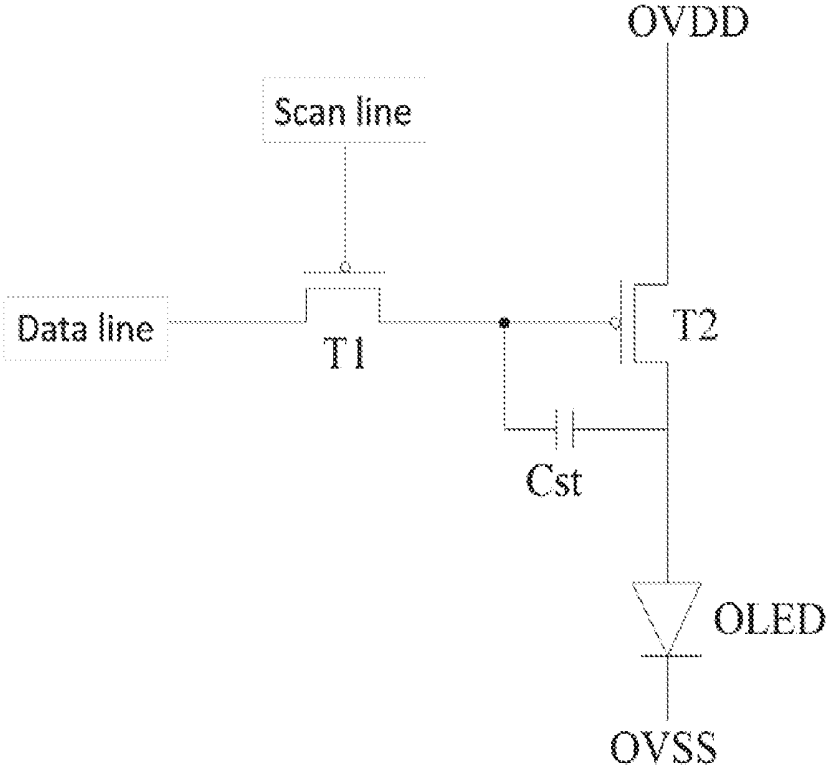 OVDD
Scan line
Data line
T1
T2
Cst
OLED
OVSS